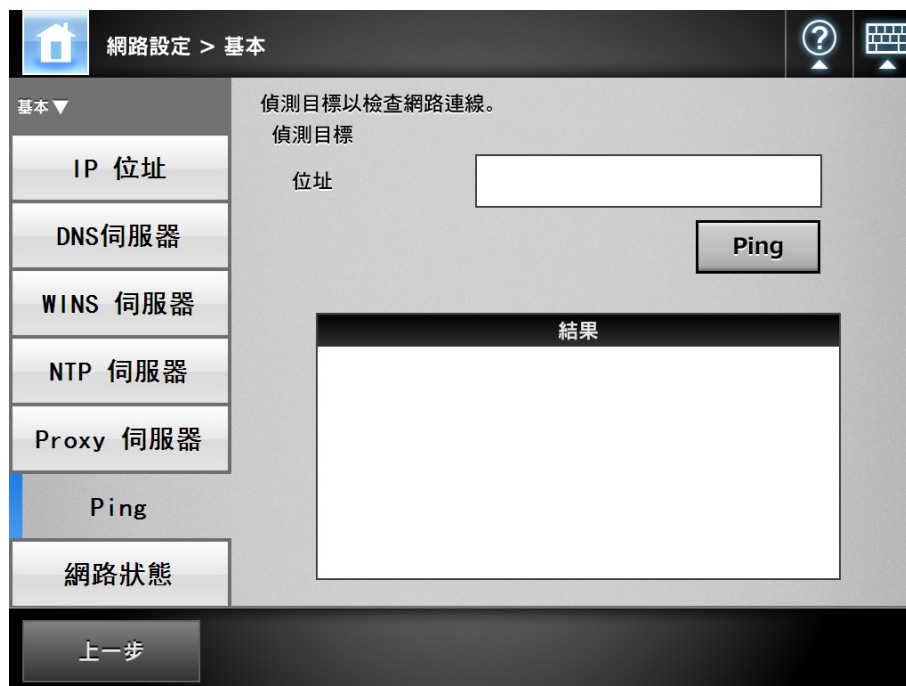 網路設定 > 基本
基本▼
IP 位址
DNS伺服器
WINS 伺服器
NTP 伺服器
Proxy 伺服器
Ping
網路狀態
偵測目標以檢查網路連線。
偵測目標
位址
Ping
結果
上一步